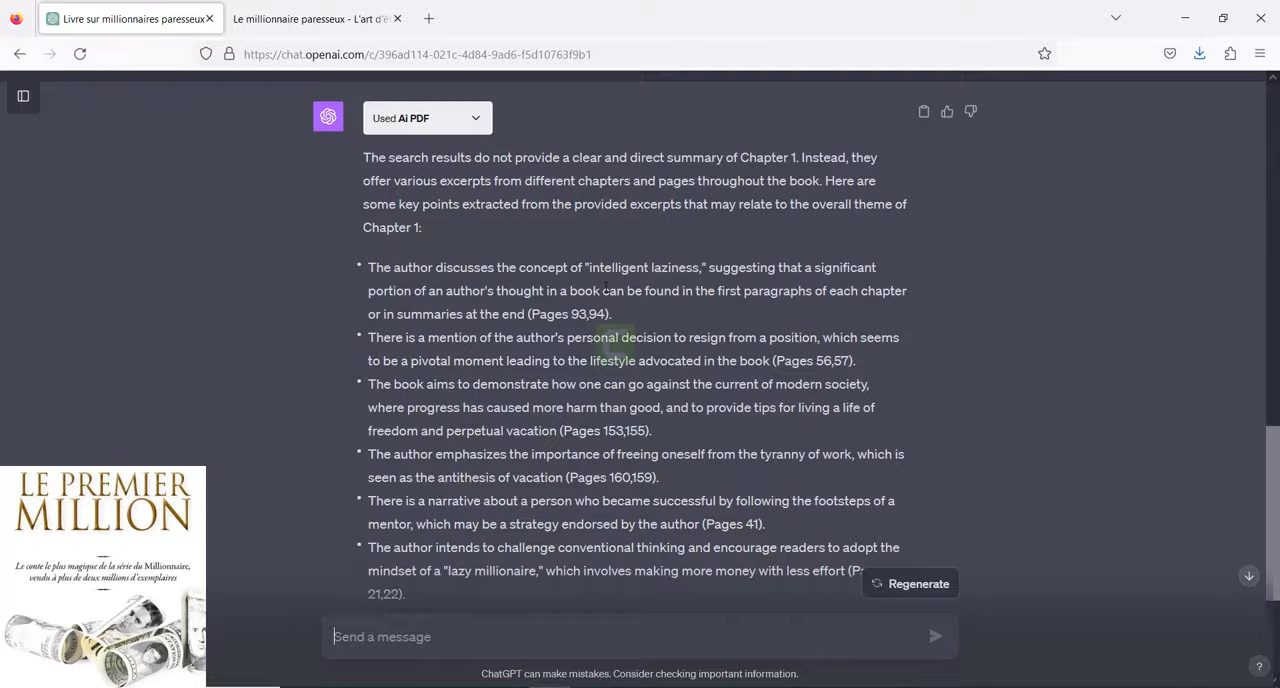 Livre sur millionnaires paresseux
Le millionnaire paresseux - L'art d'ê
https://chat.openai.com/c/396ad114-021c-4d84-9ad6-f5d10763f9b1
Used Ai PDF
The search results do not provide a clear and direct summary of Chapter 1. Instead, they
offer various excerpts from different chapters and pages throughout the book. Here are
some key points extracted from the provided excerpts that may relate to the overall theme of
Chapter 1:
• The author discusses the concept of "intelligent laziness," suggesting that a significant
portion of an author's thought in a book can be found in the first paragraphs of each chapter
or in summaries at the end (Pages 93,94).
• There is a mention of the author's personal decision to resign from a position, which seems
to be a pivotal moment leading to the lifestyle advocated in the book (Pages 56,57).
• The book aims to demonstrate how one can go against the current of modern society,
where progress has caused more harm than good, and to provide tips for living a life of
freedom and perpetual vacation (Pages 153,155).
• The author emphasizes the importance of freeing oneself from the tyranny of work, which is
seen as the antithesis of vacation (Pages 160,159).
• There is a narrative about a person who became successful by following the footsteps of a
mentor, which may be a strategy endorsed by the author (Pages 41).
• The author intends to challenge conventional thinking and encourage readers to adopt the
mindset of a "lazy millionaire," which involves making more money with less effort (P
21,22).
Regenerate
Send a message
ChatGPT can make mistakes. Consider checking important information.
?
LE PREMIER
MILLION
Le conte le plus magique de la série du Millionnaire,
vendu à plus de deux millions d'exemplaires